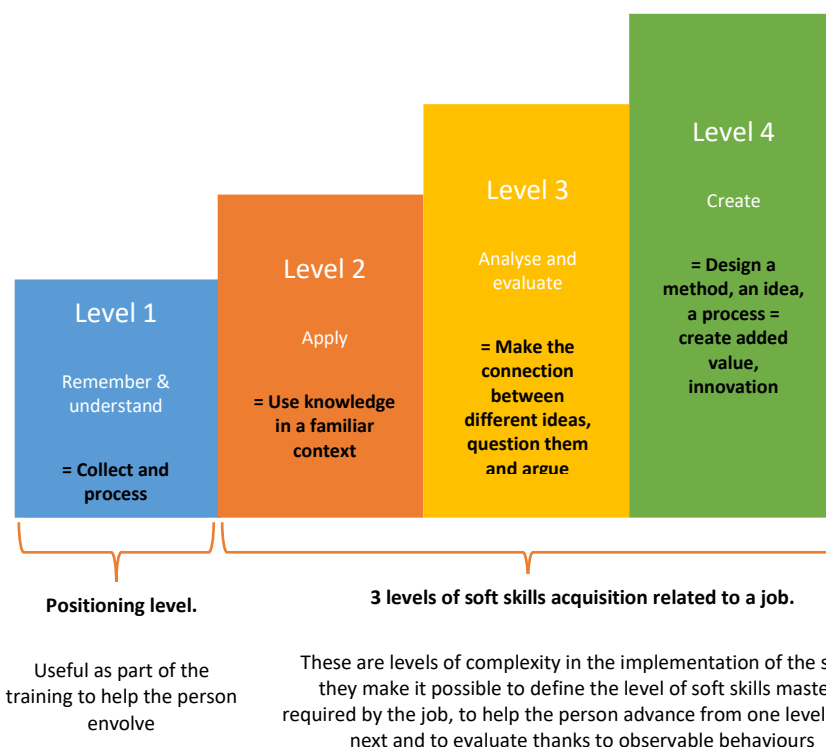 Level 1
Remember &
understand
= Collect and
process
Level 2
Apply
= Use knowledge
in a familiar
context
Level 3
Analyse and
evaluate
= Make the
connection
between
different ideas,
question them
and argue
Level 4
Create
= Design a
method, an idea,
a process =
create added
value,
innovation
Positioning level.
Useful as part of the
training to help the person
envolve
3 levels of soft skills acquisition related to a job.
These are levels of complexity in the implementation of the
they make it possible to define the level of soft skills
required by the job, to help the person advance from one level
next and to evaluate thanks to observable behaviours